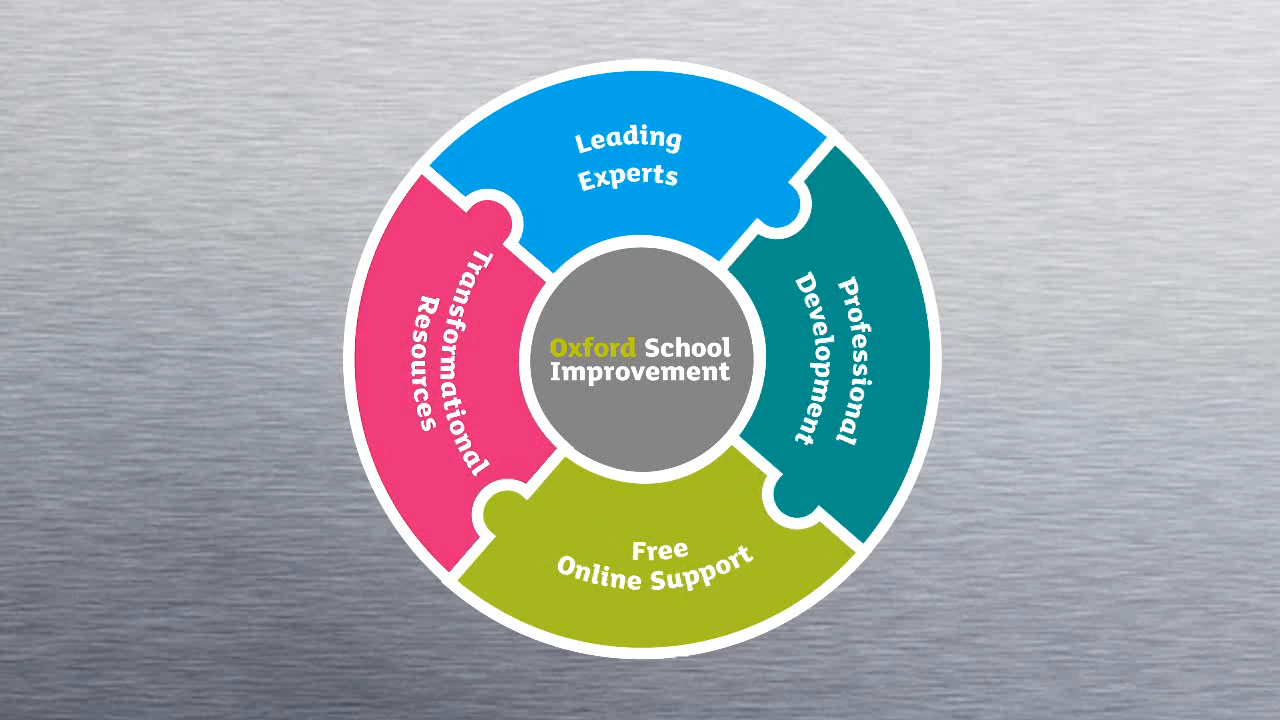 Leading
Experts
Professional
Development
Free
Online Support
Transformational
Resources
Oxford School
Improvement